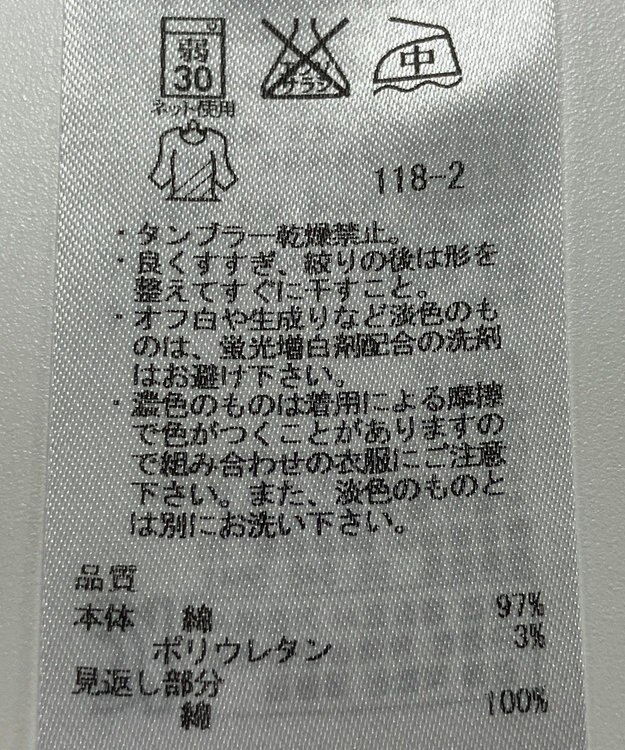 弱
30
ネット使用
エンソ
サラシ
中
118-2
・タンブラー乾燥禁止。
・良くすすぎ、絞りの後は形を
整えてすぐに干すこと。
・オフ白や生成りなど淡色のも
のは、蛍光増白剤配合の洗剤
はお避け下さい。
・濃色のものは着用による摩擦
で色がつくことがありますの
で組み合わせの衣服にご注意
下さい。また、淡色のものと
は別にお洗い下さい。
品質
本体 綿 97%
ポリウレタン 3%
見返し部分
綿 100%